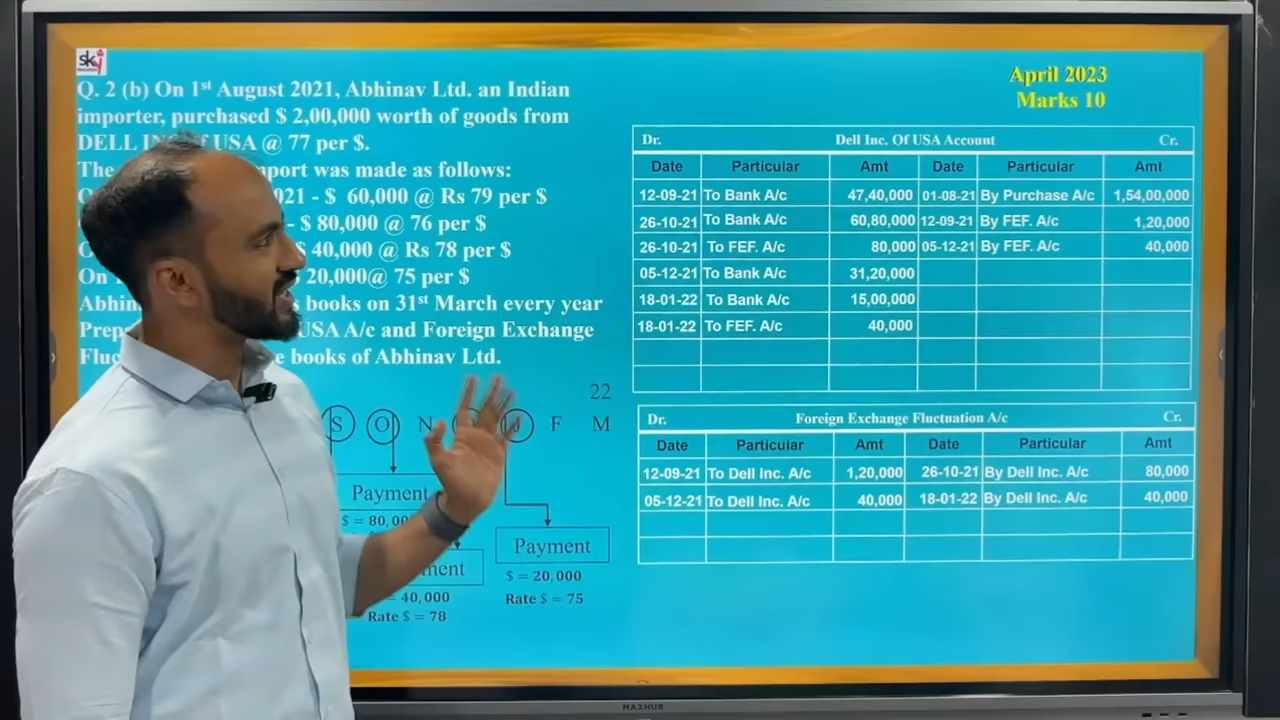 sky
Q. 2 (b) On 1st August 2021, Abhinav Ltd. an Indian
importer, purchased $ 2,00,000 worth of goods from
DELL USA @ 77 per $.
The was made as follows:
21 - $ 60,000 @ Rs 79 per $
- $ 80,000 @ 76 per $
$ 40,000 @ Rs 78 per $
On 20,000@ 75 per $
books on 31st March every year
USA A/c and Foreign Exchange
books of Abhinav Ltd.
22
S O N J F M
Payment
$ = 80,00
Payment
$ = 20,000
Rate $ = 75
= 40,000
Rate $ = 78
April 2023
Marks 10
Dr. Dell Inc. Of USA Account Cr.
Date Particular Amt Date Particular Amt
12-09-21 To Bank A/c 47,40,000 01-08-21 By Purchase A/c 1,54,00,000
26-10-21 To Bank A/c 60,80,000 12-09-21 By FEF. A/c 1,20,000
26-10-21 To FEF. A/c 80,000 05-12-21 By FEF. A/c 40,000
05-12-21 To Bank A/c 31,20,000
18-01-22 To Bank A/c 15,00,000
18-01-22 To FEF. A/c 40,000
Dr. Foreign Exchange Fluctuation A/c Cr.
Date Particular Amt Date Particular Amt
12-09-21 To Dell Inc. A/c 1,20,000 26-10-21 By Dell Inc. A/c 80,000
05-12-21 To Dell Inc. A/c 40,000 18-01-22 By Dell Inc. A/c 40,000
MAXHUB